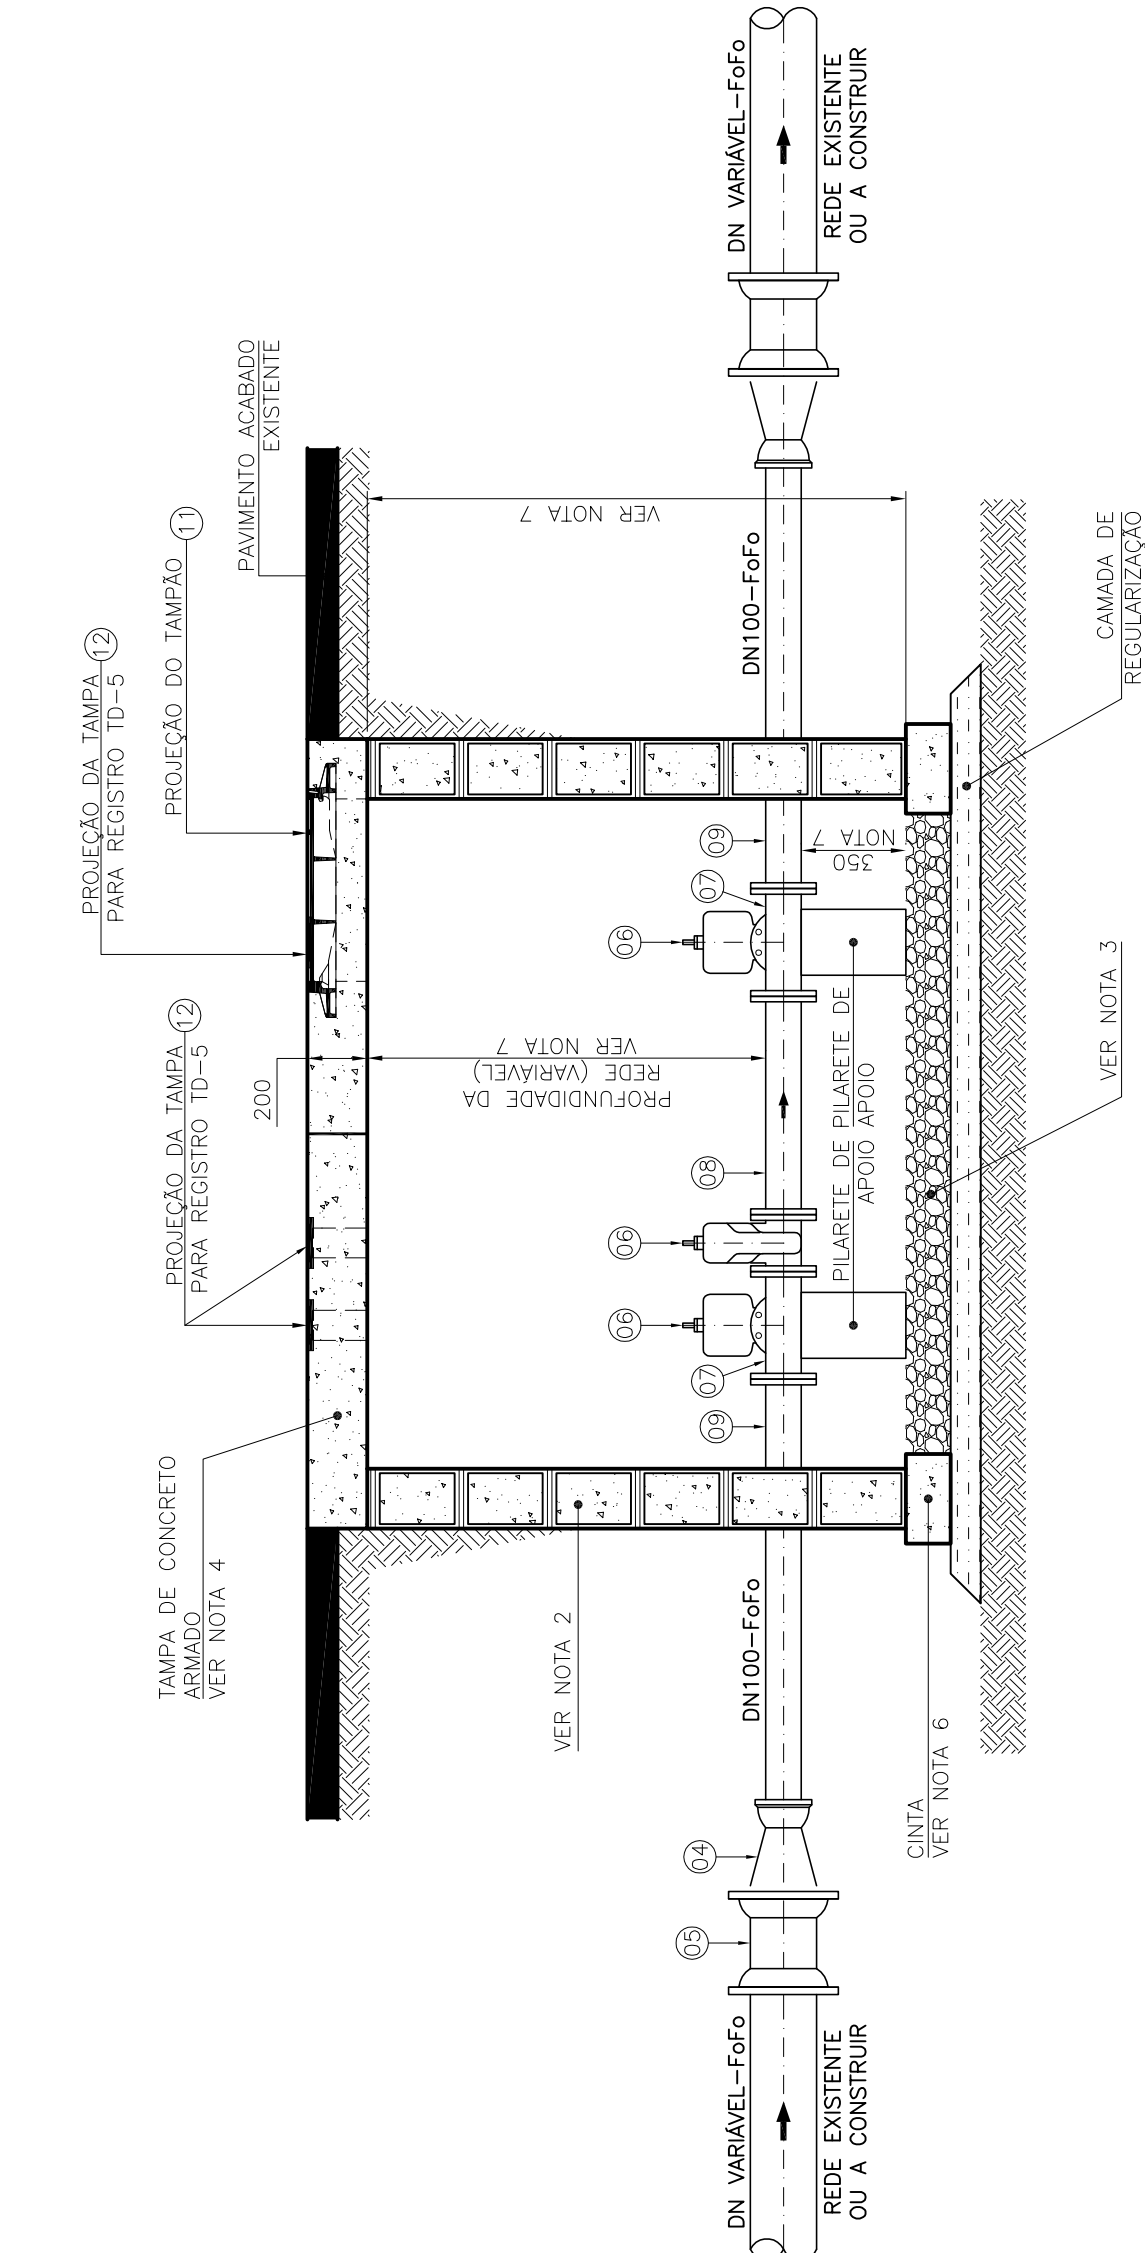 PROJEÇÃO DA TAMPA
PARA REGISTRO TD-5
12
PROJEÇÃO DO TAMPÃO
11
PAVIMENTO ACABADO
EXISTENTE
PROJEÇÃO DA TAMPA
PARA REGISTRO TD-5
12
TAMPA DE CONCRETO
ARMADO
VER NOTA 4
200
PROFUNDIDADE DA
REDE (VARIÁVEL)
VER NOTA 7
VER NOTA 7
VER NOTA 2
06
06
06
07
07
08
09
09
350
NOTA 7
PILARETE DE
APOIO
PILARETE DE
APOIO
04
05
DN VARIÁVEL-FoFo
REDE EXISTENTE
OU A CONSTRUIR
DN100-FoFo
DN100-FoFo
DN VARIÁVEL-FoFo
REDE EXISTENTE
OU A CONSTRUIR
CINTA
VER NOTA 6
VER NOTA 3
CAMADA DE
REGULARIZAÇÃO